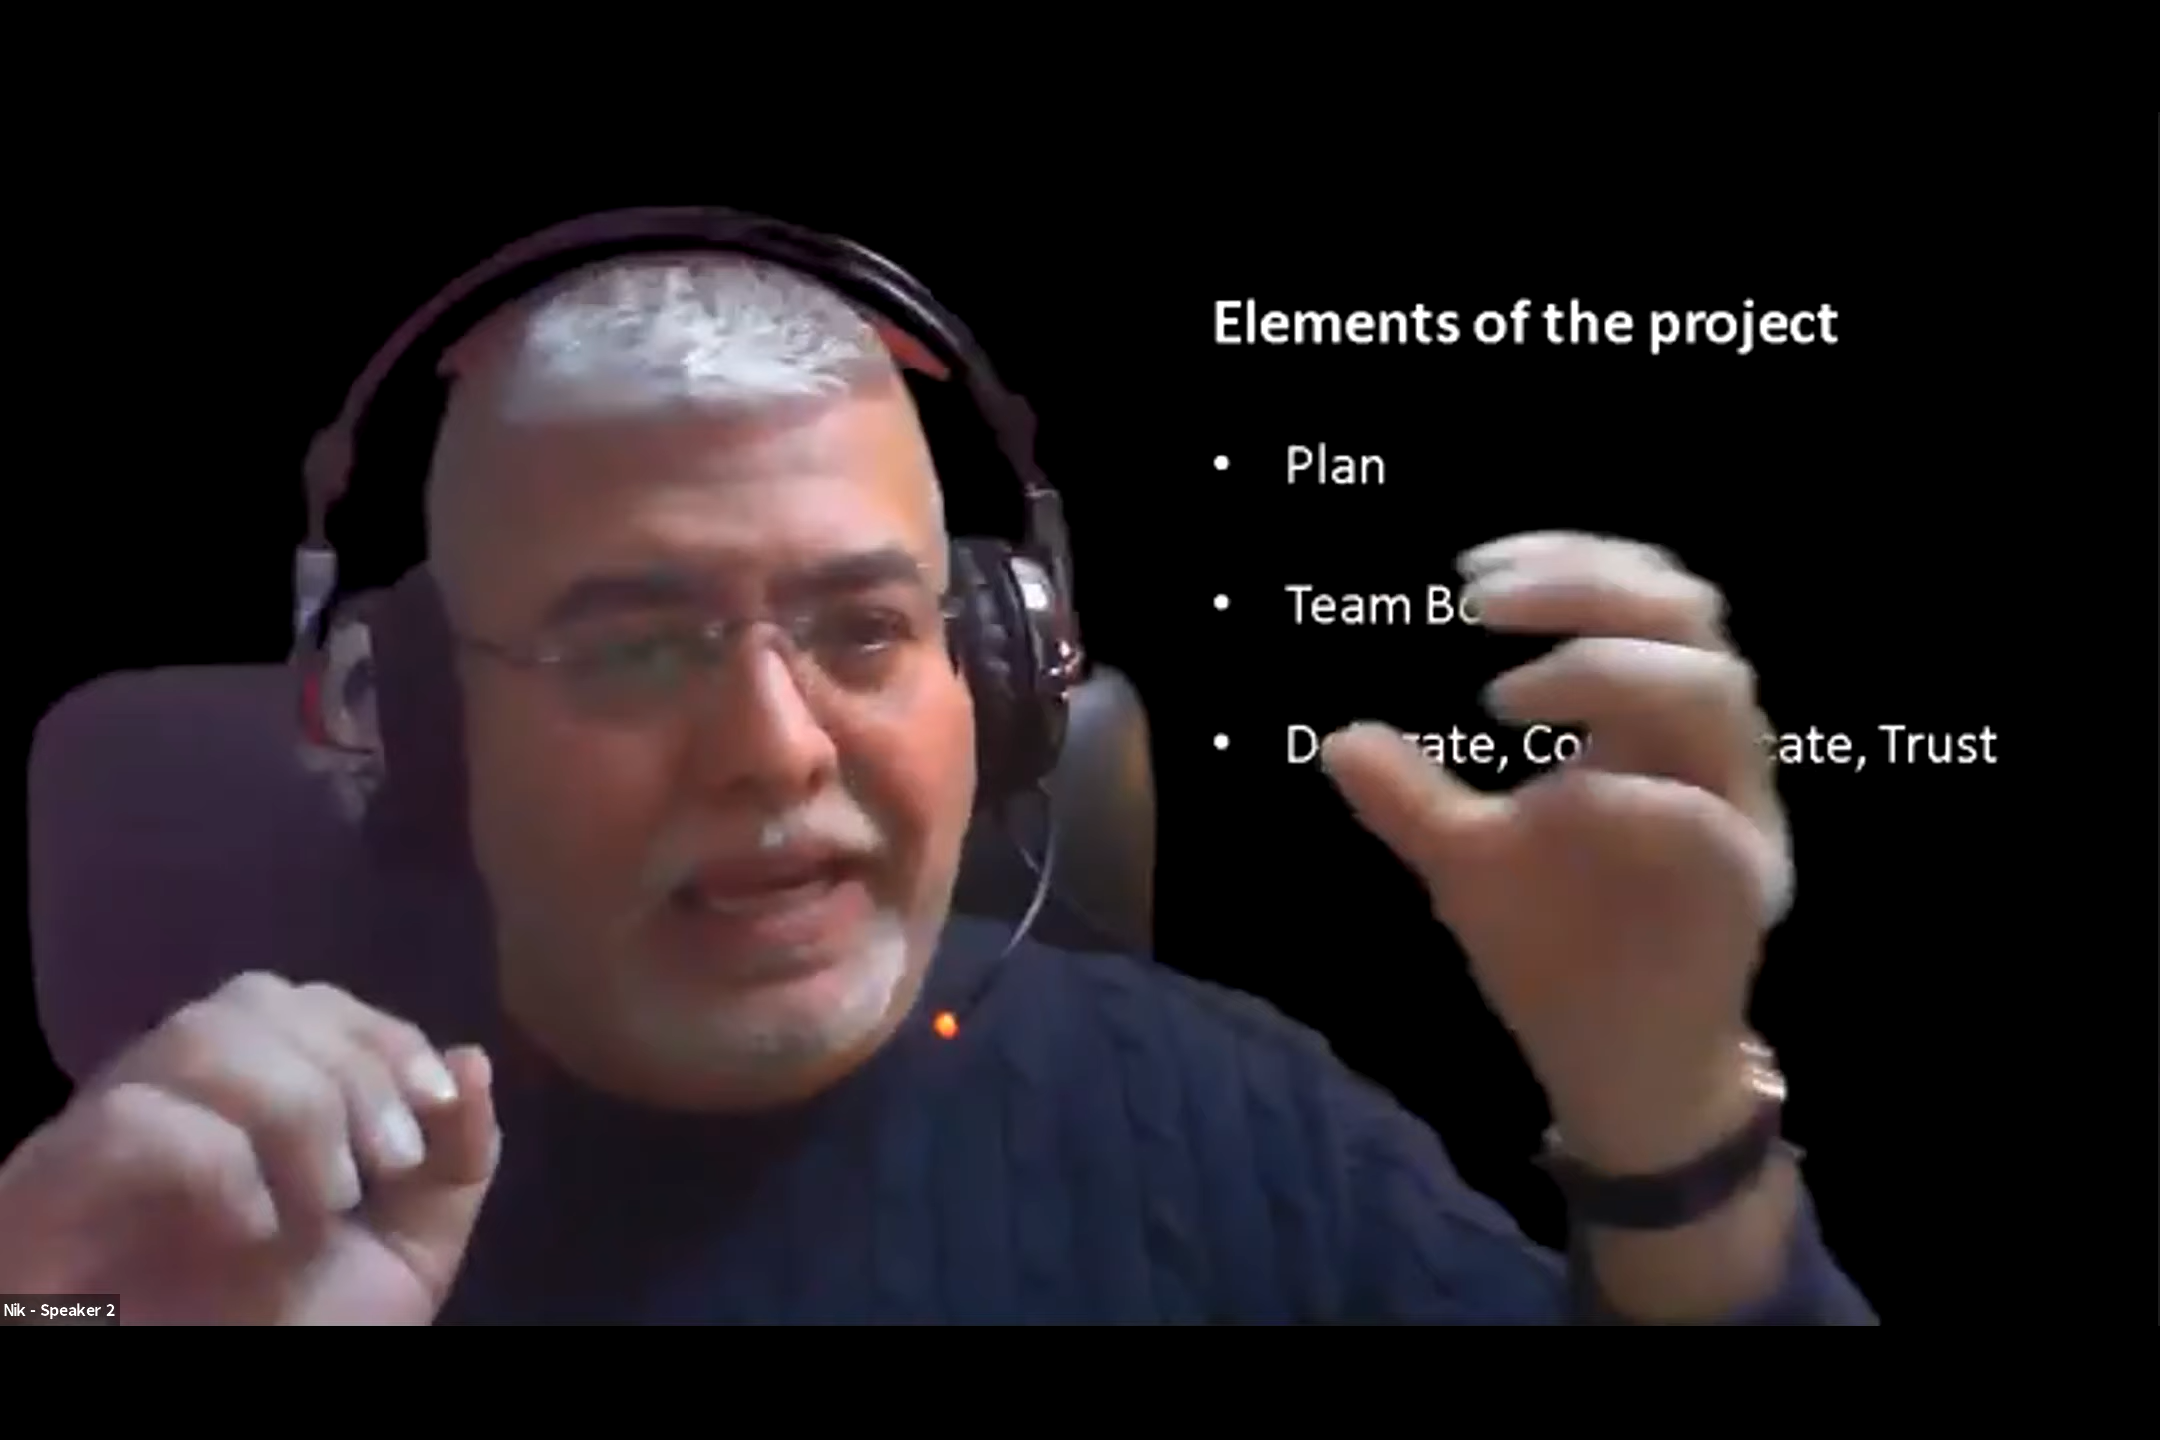 Elements of the project
• Plan
• Team
• Trust
Nik - Speaker 2